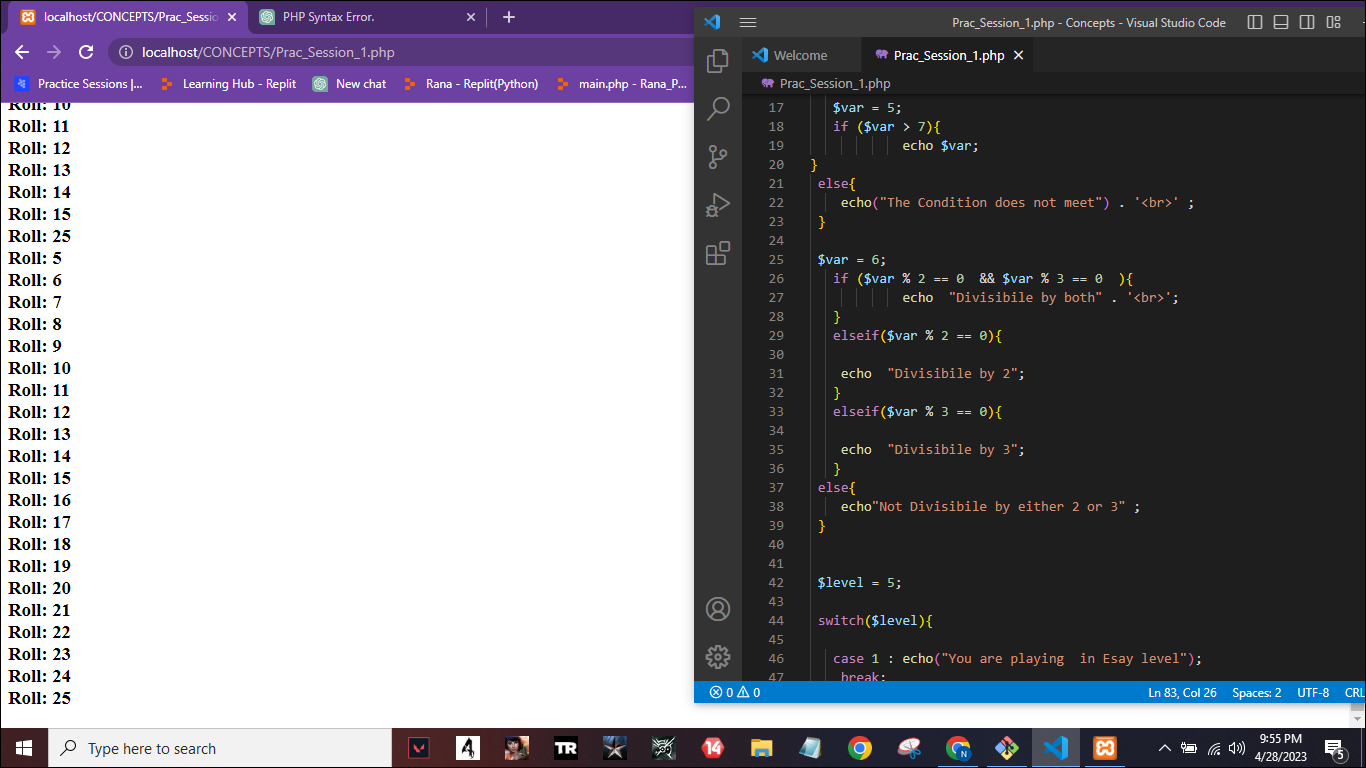 localhost/CONCEPTS/Prac_Sessio
PHP Syntax Error.
localhost/CONCEPTS/Prac_Session_1.php
Practice Sessions |...
Learning Hub - Replit
New chat
Rana - Replit(Python)
main.php - Rana_P...
Roll: 10
Roll: 11
Roll: 12
Roll: 13
Roll: 14
Roll: 15
Roll: 25
Roll: 5
Roll: 6
Roll: 7
Roll: 8
Roll: 9
Roll: 10
Roll: 11
Roll: 12
Roll: 13
Roll: 14
Roll: 15
Roll: 16
Roll: 17
Roll: 18
Roll: 19
Roll: 20
Roll: 21
Roll: 22
Roll: 23
Roll: 24
Roll: 25
Prac_Session_1.php - Concepts - Visual Studio Code
Welcome
Prac_Session_1.php
Prac_Session_1.php
17 $var = 5;
18 if ($var > 7){
19 echo $var;
20 }
21 else{
22 echo("The Condition does not meet") . '<br>' ;
23 }
24
25 $var = 6;
26 if ($var % 2 == 0  && $var % 3 == 0  ){
27 echo  "Divisibile by both" . '<br>';
28 }
29 elseif($var % 2 == 0){
30
31 echo  "Divisibile by 2";
32 }
33 elseif($var % 3 == 0){
34
35 echo  "Divisibile by 3";
36 }
37 else{
38 echo"Not Divisibile by either 2 or 3" ;
39 }
40
41
42 $level = 5;
43
44 switch($level){
45
46 case 1 : echo("You are playing  in Esay level");
47 break;
0 0
Ln 83, Col 26
Spaces: 2
UTF-8
CRL
Type here to search
TR
14
9:55 PM
4/28/2023
5